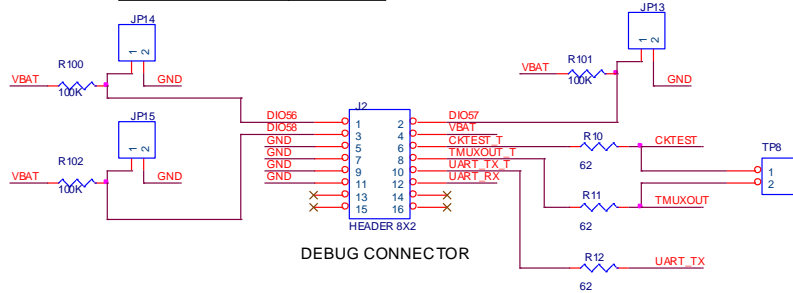 JP14
1 2
R100
VBAT
100K
GND
JP13
1 2
R101
VBAT
100K
GND
JP15
1 2
R102
VBAT
100K
GND
J2
DIO56 1 2 DIO57
DIO58 3 4 VBAT
GND 5 6 CKTEST_T
GND 7 8 TMUXOUT_T
GND 9 10 UART_TX_T
GND 11 12 UART_RX
13 14
15 16
HEADER 8X2
DEBUG CONNECTOR
R10
CKTEST
62
TP8
1
2
R11
TMUXOUT
62
R12
UART_TX
62